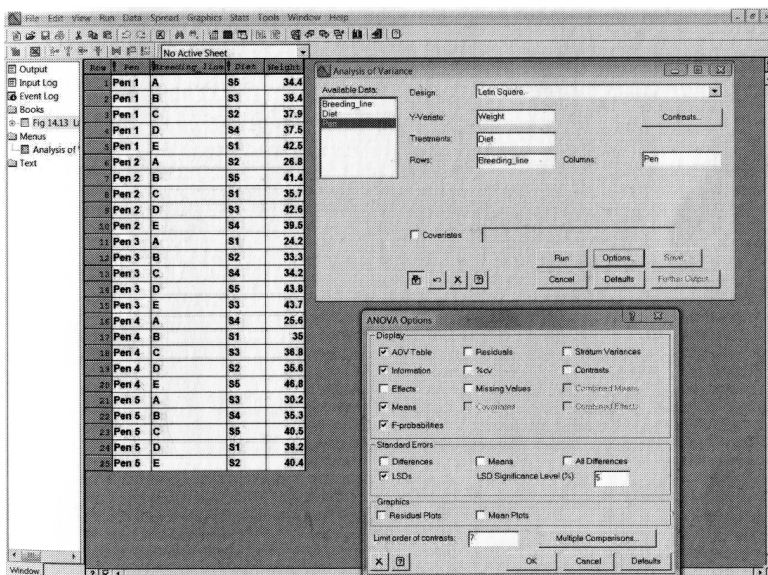 File Edit View Run Data Spread Graphics Stats Tools Window Help
No Active Sheet
Output
Input Log
Event Log
Books
Fig 14.13
Menus
Analysis of
Text
Row Pen Breeding_line Diet Weight
1 Pen 1 A S5 34.4
2 Pen 1 B S3 39.4
3 Pen 1 C S2 37.9
4 Pen 1 D S4 37.5
5 Pen 1 E S1 42.5
6 Pen 2 A S2 26.8
7 Pen 2 B S5 41.4
8 Pen 2 C S1 35.7
9 Pen 2 D S3 42.6
10 Pen 2 E S4 39.5
11 Pen 3 A S1 24.2
12 Pen 3 B S2 33.3
13 Pen 3 C S4 34.2
14 Pen 3 D S5 43.8
15 Pen 3 E S3 43.7
16 Pen 4 A S4 25.6
17 Pen 4 B S1 35
18 Pen 4 C S3 36.8
19 Pen 4 D S2 35.6
20 Pen 4 E S5 46.8
21 Pen 5 A S3 30.2
22 Pen 5 B S4 35.3
23 Pen 5 C S5 40.5
24 Pen 5 D S1 38.2
25 Pen 5 E S2 40.4
Analysis of Variance
Available Data:
Breeding_line
Diet
Pen
Design: Latin Square
Y-Variate: Weight Contrasts...
Treatments: Diet
Rows: Breeding_line Columns: Pen
Covariates
Run Options... Save...
Cancel Defaults Further Output
ANOVA Options
Display
AOV Table Residuals Stratum Variances
Information %cv Contrasts
Effects Missing Values Combined Means
Means Covariates Combined Effects
F-probabilities
Standard Errors
Differences Means All Differences
LSDs LSD Significance Level (%): 5
Graphics
Residual Plots Mean Plots
Limit order of contrasts: 7 Multiple Comparisons...
OK Cancel Defaults
Window